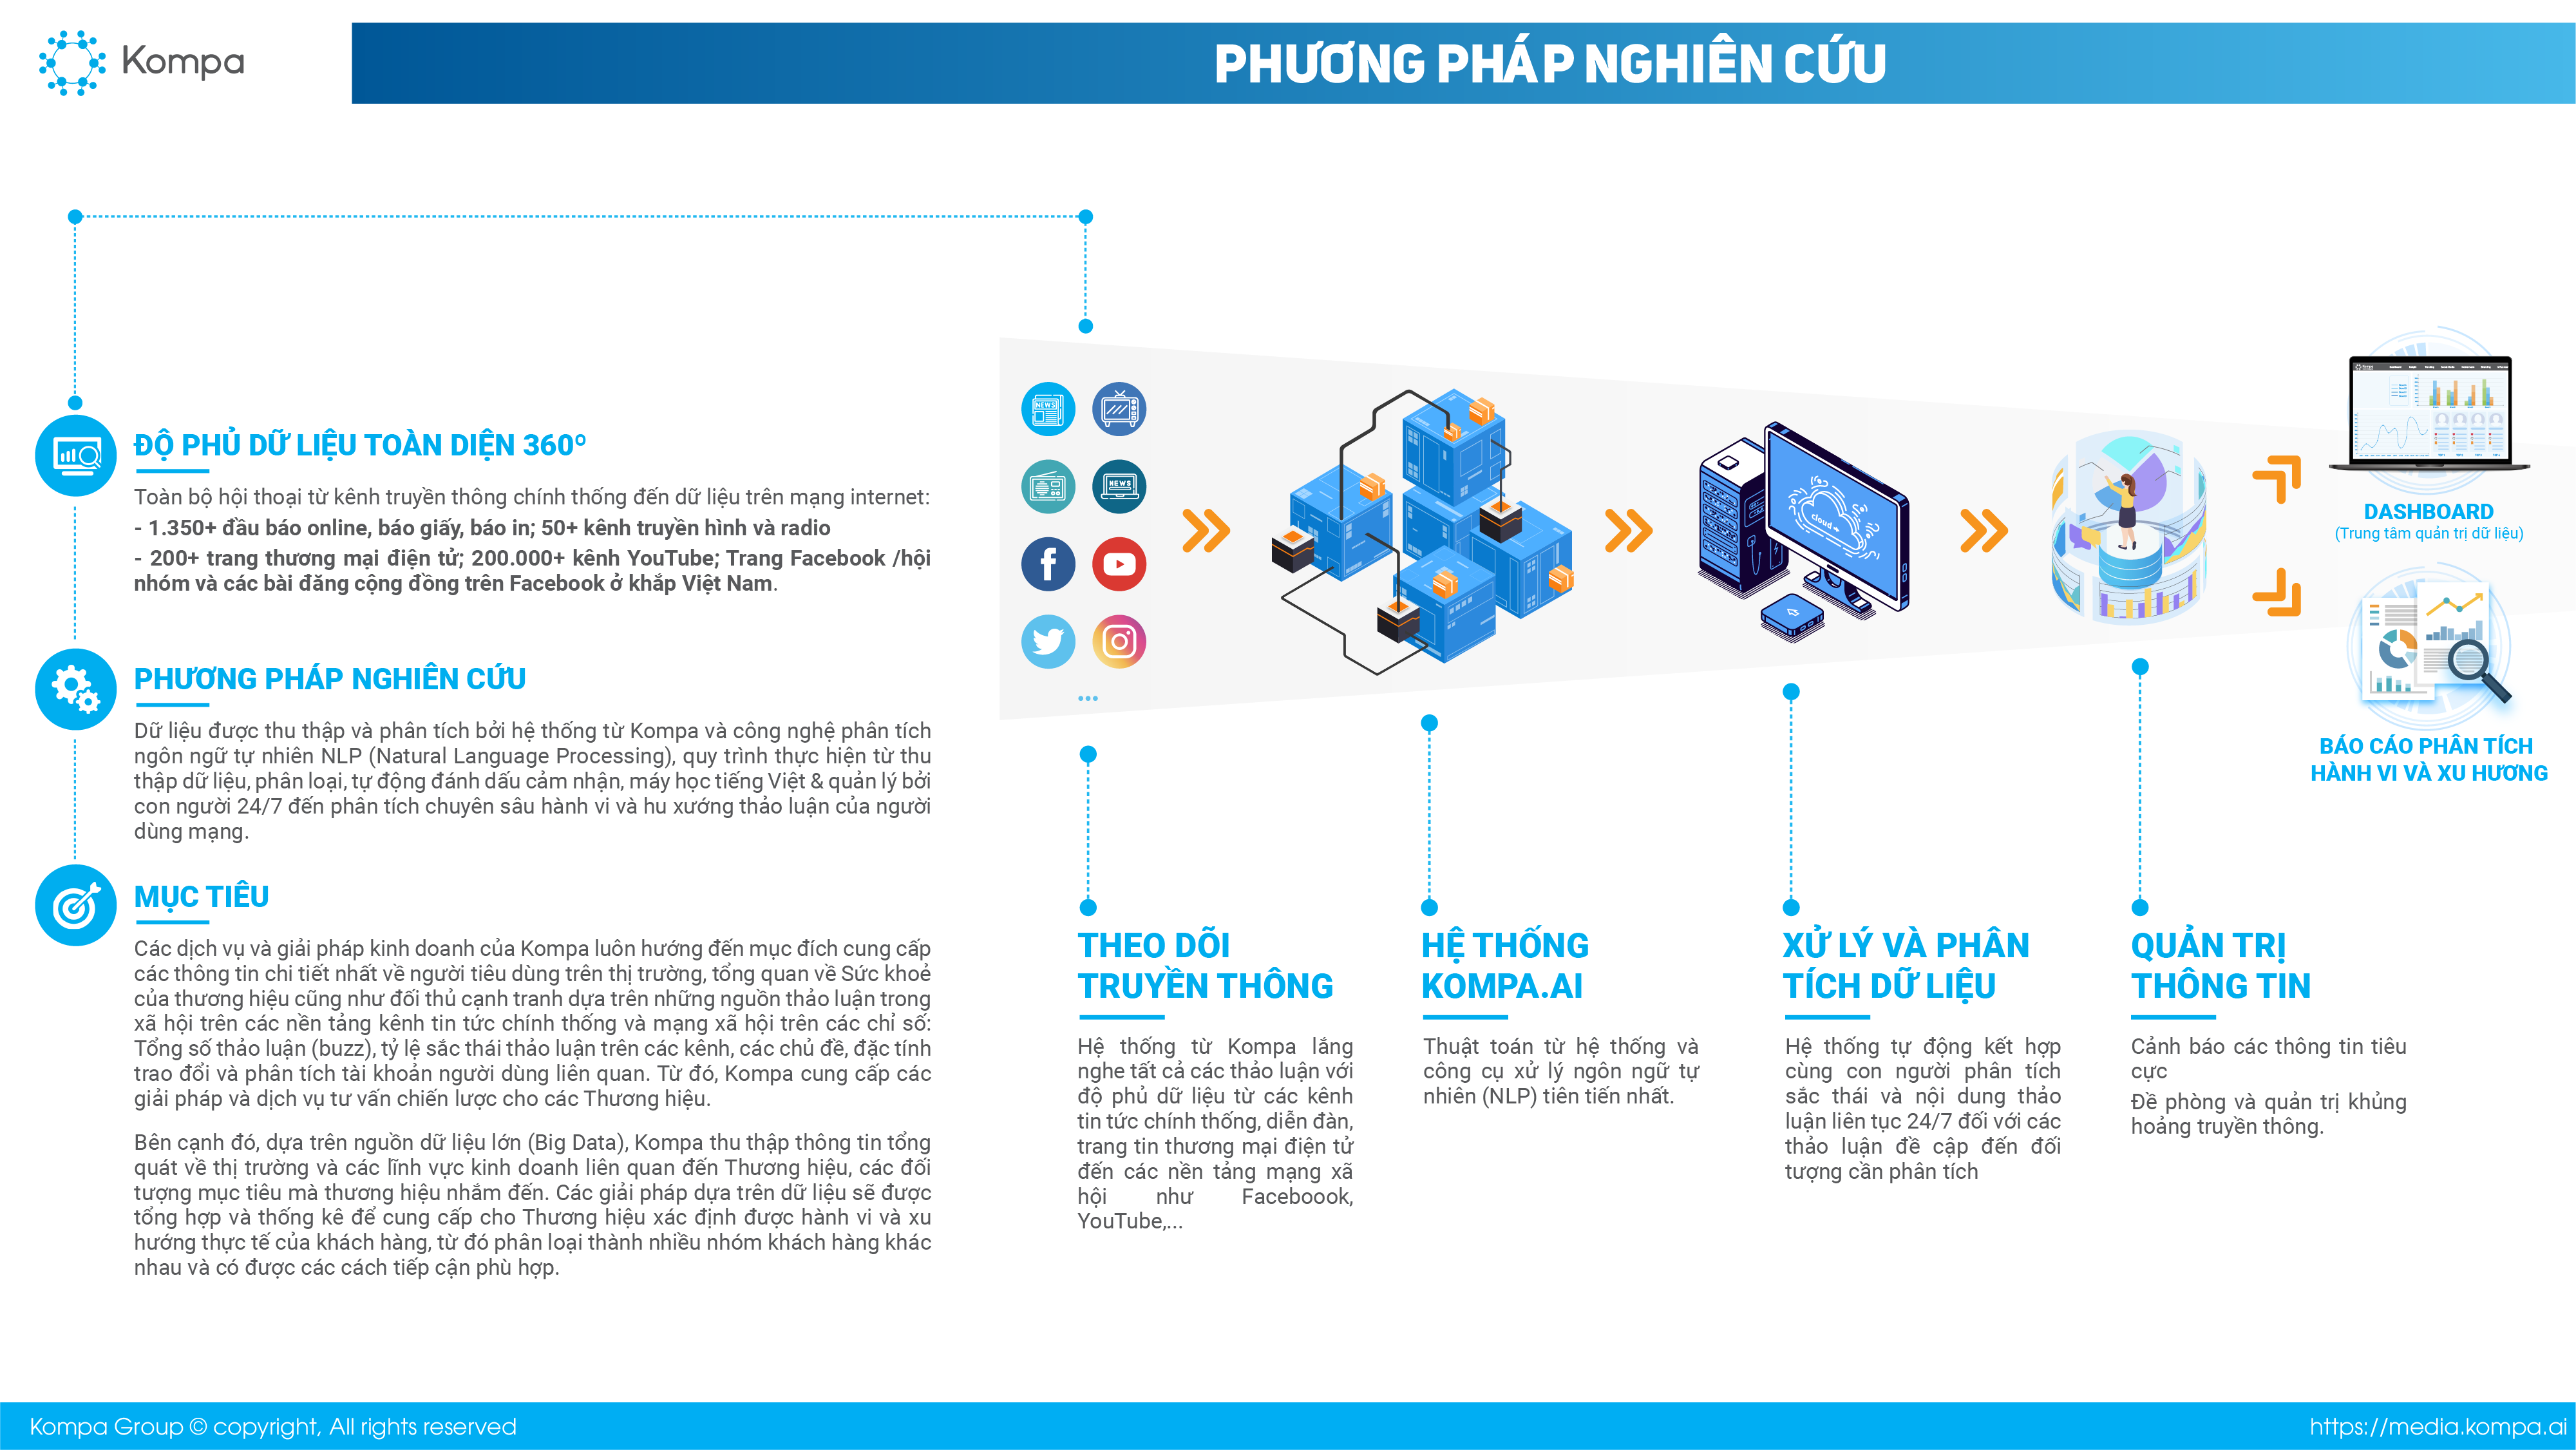 Kompa
PHƯƠNG PHÁP NGHIÊN CỨU
ĐỘ PHỦ DỮ LIỆU TOÀN DIỆN 360º
Toàn bộ hội thoại từ kênh truyền thông chính thống đến dữ liệu trên mạng internet:
- 1.350+ đầu báo online, báo giấy, báo in; 50+ kênh truyền hình và radio
- 200+ trang thương mại điện tử; 200.000+ kênh YouTube; Trang Facebook /hội
nhóm và các bài đăng cộng đồng trên Facebook ở khắp Việt Nam.
PHƯƠNG PHÁP NGHIÊN CỨU
Dữ liệu được thu thập và phân tích bởi hệ thống từ Kompa và công nghệ phân tích
ngôn ngữ tự nhiên NLP (Natural Language Processing), quy trình thực hiện từ thu
thập dữ liệu, phân loại, tự động đánh dấu cảm nhận, máy học tiếng Việt & quản lý bởi
con người 24/7 đến phân tích chuyên sâu hành vi và hu xướng thảo luận của người
dùng mạng.
MỤC TIÊU
Các dịch vụ và giải pháp kinh doanh của Kompa luôn hướng đến mục đích cung cấp
các thông tin chi tiết nhất về người tiêu dùng trên thị trường, tổng quan về Sức khoẻ
của thương hiệu cũng như đối thủ cạnh tranh dựa trên những nguồn thảo luận trong
xã hội trên các nền tảng kênh tin tức chính thống và mạng xã hội trên các chỉ số:
Tổng số thảo luận (buzz), tỷ lệ sắc thái thảo luận trên các kênh, các chủ đề, đặc tính
trao đổi và phân tích tài khoản người dùng liên quan. Từ đó, Kompa cung cấp các
giải pháp và dịch vụ tư vấn chiến lược cho các Thương hiệu.
Bên cạnh đó, dựa trên nguồn dữ liệu lớn (Big Data), Kompa thu thập thông tin tổng
quát về thị trường và các lĩnh vực kinh doanh liên quan đến Thương hiệu, các đối
tượng mục tiêu mà thương hiệu nhắm đến. Các giải pháp dựa trên dữ liệu sẽ được
tổng hợp và thống kê để cung cấp cho Thương hiệu xác định được hành vi và xu
hướng thực tế của khách hàng, từ đó phân loại thành nhiều nhóm khách hàng khác
nhau và có được các cách tiếp cận phù hợp.
NEWS
NEWS
cloud
DASHBOARD
(Trung tâm quản trị dữ liệu)
BÁO CÁO PHÂN TÍCH
HÀNH VI VÀ XU HƯƠNG
THEO DÕI
TRUYỀN THÔNG
Hệ thống từ Kompa lắng
nghe tất cả các thảo luận với
độ phủ dữ liệu từ các kênh
tin tức chính thống, diễn đàn,
trang tin thương mại điện tử
đến các nền tảng mạng xã
hội như Faceboook,
YouTube,...
HỆ THỐNG
KOMPA.AI
Thuật toán từ hệ thống và
công cụ xử lý ngôn ngữ tự
nhiên (NLP) tiên tiến nhất.
XỬ LÝ VÀ PHÂN
TÍCH DỮ LIỆU
Hệ thống tự động kết hợp
cùng con người phân tích
sắc thái và nội dung thảo
luận liên tục 24/7 đối với các
thảo luận đề cập đến đối
tượng cần phân tích
QUẢN TRỊ
THÔNG TIN
Cảnh báo các thông tin tiêu
cực
Đề phòng và quản trị khủng
hoảng truyền thông.
Kompa Group © copyright, All rights reserved
https://media.kompa.ai